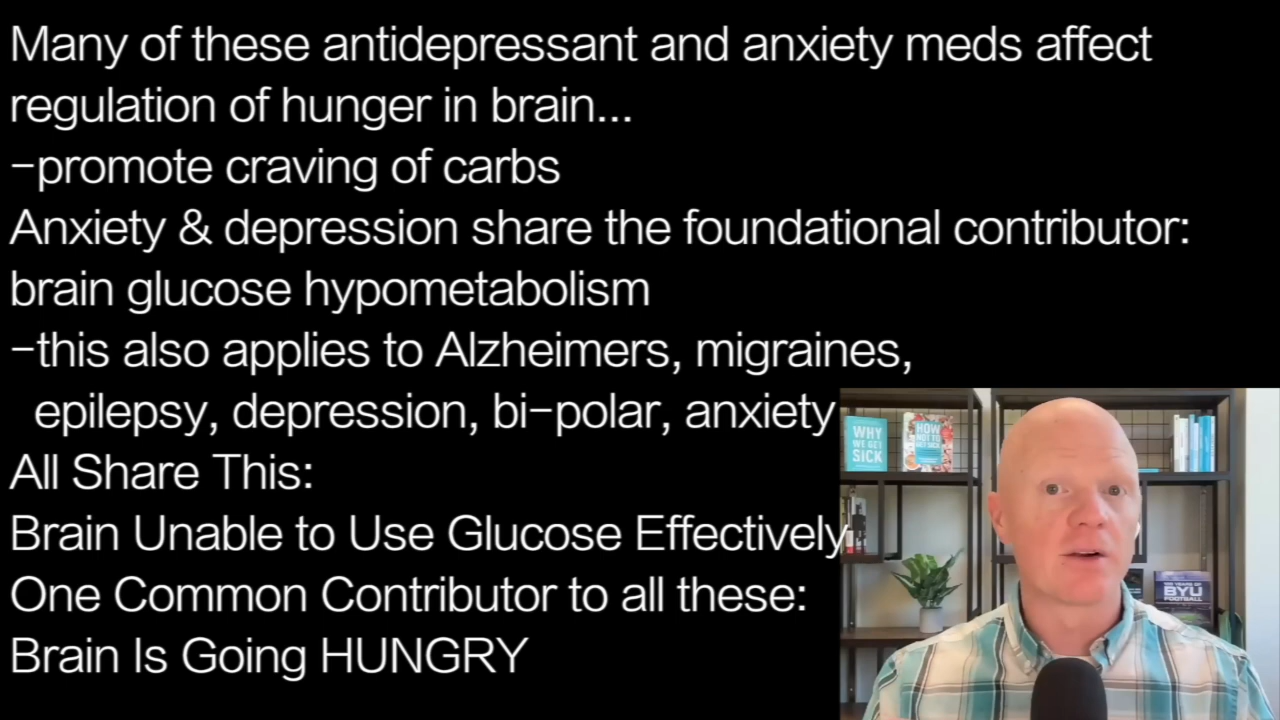 Many of these antidepressant and anxiety meds affect
regulation of hunger in brain...
-promote craving of carbs
Anxiety & depression share the foundational contributor:
brain glucose hypometabolism
-this also applies to Alzheimers, migraines,
epilepsy, depression, bi-polar, anxiety
All Share This:
Brain Unable to Use Glucose Effectively
One Common Contributor to all these:
Brain Is Going HUNGRY
WHY
WE GET
SICK
HOW
NOT TO
GET SICK
BYU
FOOTBALL